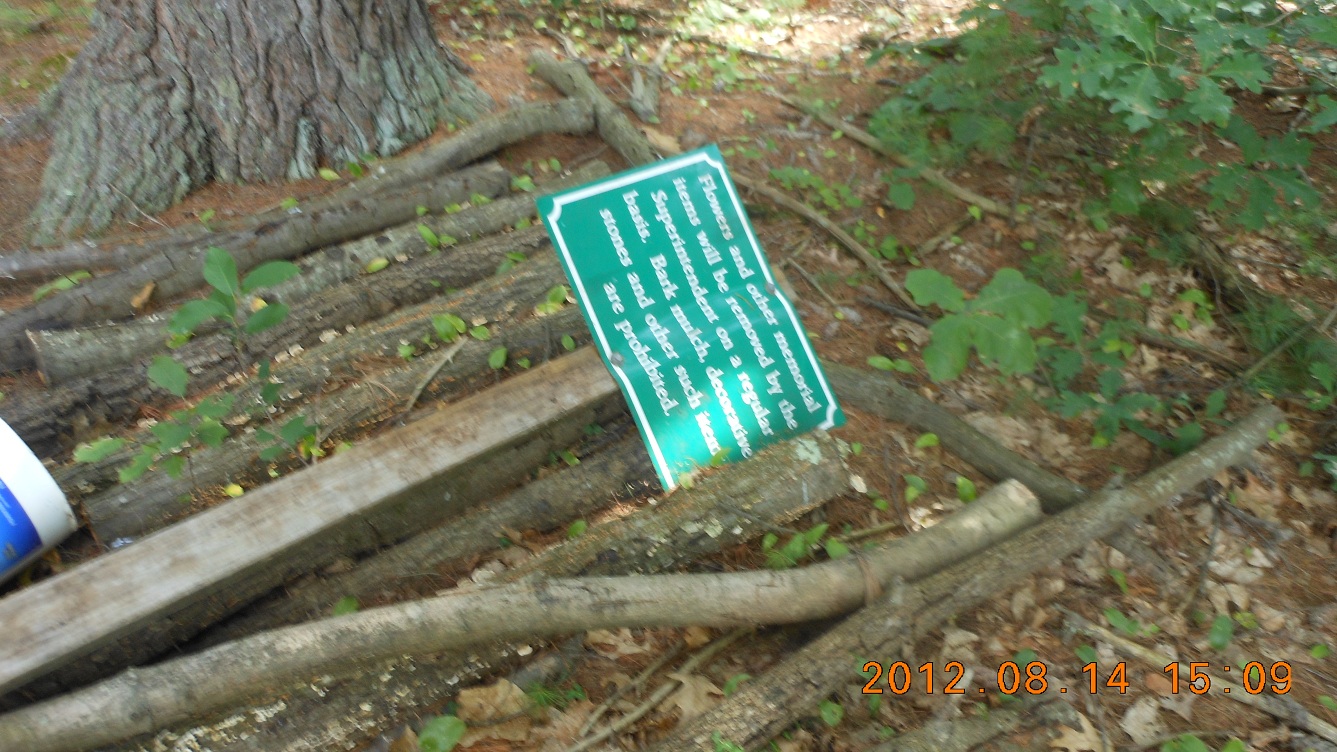 Flowers and other memorial
items will be removed by the
Superintendent on a regular
basis. Bark mulch, decorative
stones and other such items
are prohibited.
2012.08.14 15:09